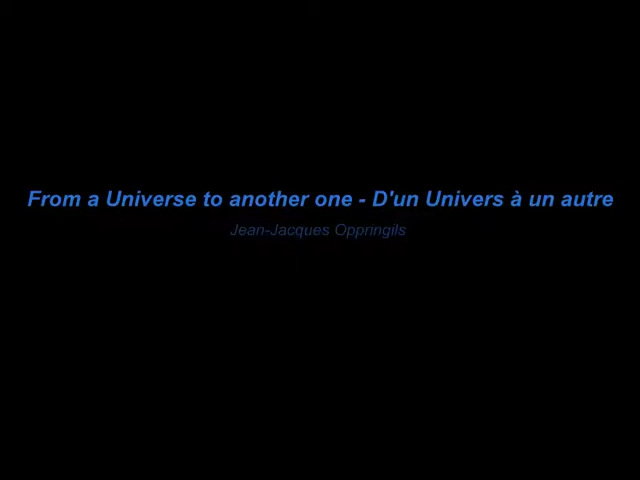 From a Universe to another one - D'un Univers à un autre
Jean-Jacques Oppringils